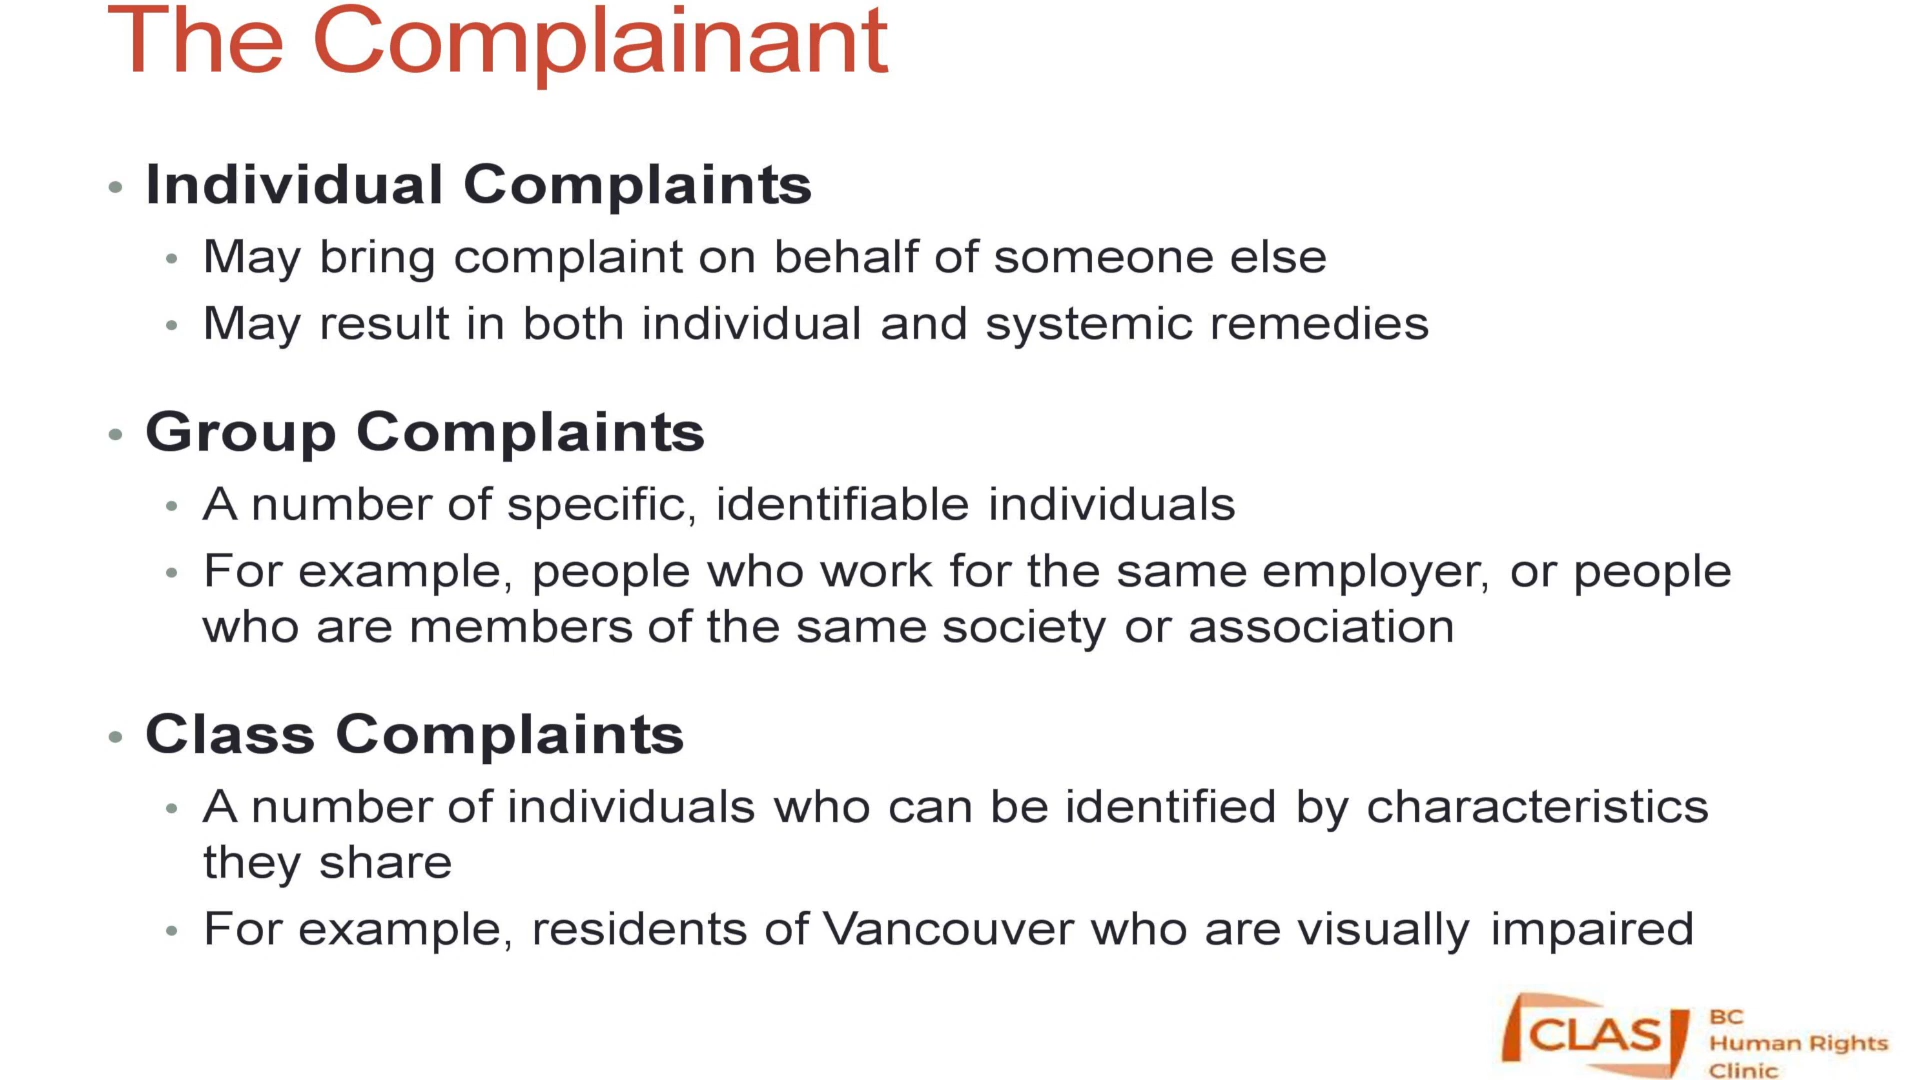 The Complainant
• Individual Complaints
• May bring complaint on behalf of someone else
• May result in both individual and systemic remedies
• Group Complaints
• A number of specific, identifiable individuals
• For example, people who work for the same employer, or people
who are members of the same society or association
• Class Complaints
• A number of individuals who can be identified by characteristics
they share
• For example, residents of Vancouver who are visually impaired
CLAS
BC
Human Rights
Clinic